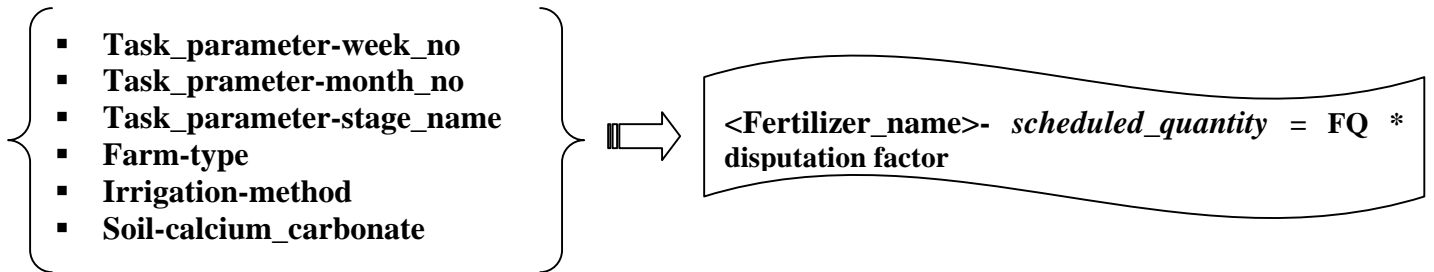 ▪ Task_parameter-week_no
▪ Task_prameter-month_no
▪ Task_parameter-stage_name
▪ Farm-type
▪ Irrigation-method
▪ Soil-calcium_carbonate
<Fertilizer_name>- scheduled_quantity = FQ *
disputation factor